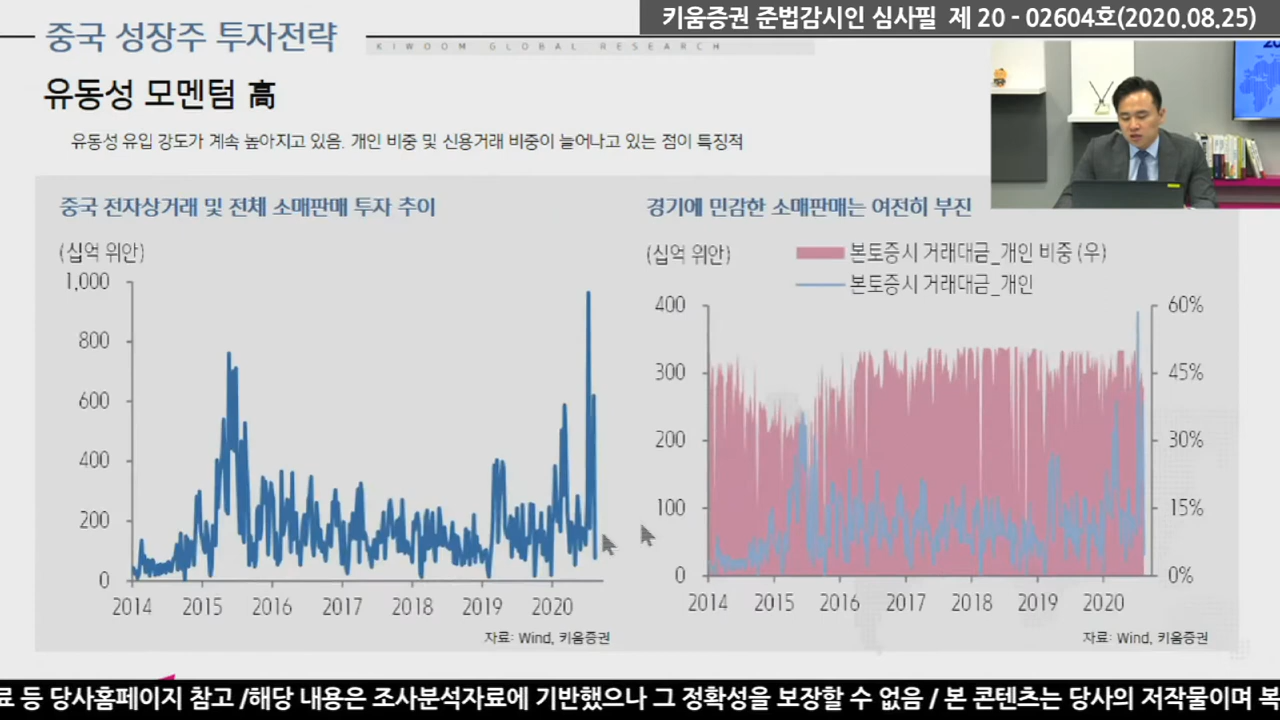 키움증권 준법감시인 심사필 제 20 - 02604호(2020.08.25)
중국 성장주 투자전략
KIWOOM GLOBAL RESEARCH
유동성 모멘텀 高
유동성 유입 강도가 계속 높아지고 있음. 개인 비중 및 신용거래 비중이 늘어나고 있는 점이 특징적
중국 전자상거래 및 전체 소매판매 투자 추이
(십억 위안)
1,000
800
600
400
200
0
2014 2015 2016 2017 2018 2019 2020
자료: Wind, 키움증권
경기에 민감한 소매판매는 여전히 부진
(십억 위안)
본토증시 거래대금_개인 비중 (우)
본토증시 거래대금_개인
400 60%
300 45%
200 30%
100 15%
0 0%
2014 2015 2016 2017 2018 2019 2020
자료: Wind, 키움증권
료 등 당사홈페이지 참고 /해당 내용은 조사분석자료에 기반했으나 그 정확성을 보장할 수 없음 / 본 콘텐츠는 당사의 저작물이며 복